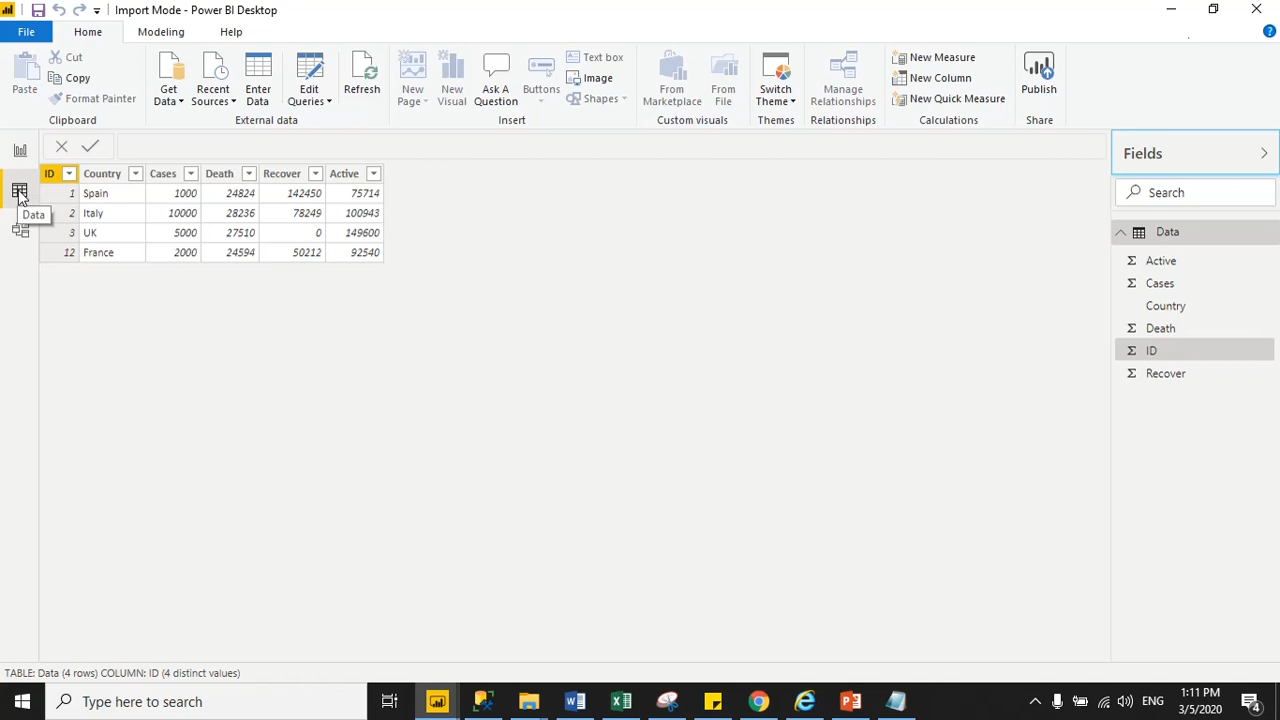 Import Mode - Power BI Desktop
File Home Modeling Help
Paste
Cut
Copy
Format Painter
Clipboard
Get Data
Recent Sources
Enter Data
Edit Queries
External data
Refresh
New Page
New Visual
Ask A Question
Buttons
Text box
Image
Shapes
Insert
From Marketplace
From File
Custom visuals
Switch Theme
Themes
Manage Relationships
Relationships
New Measure
New Column
New Quick Measure
Calculations
Publish
Share
ID Country Cases Death Recover Active
1 Spain 1000 24824 142450 75714
2 Italy 10000 28236 78249 100943
3 UK 5000 27510 0 149600
12 France 2000 24594 50212 92540
Data
Fields
Search
Data
Active
Cases
Country
Death
ID
Recover
TABLE: Data (4 rows) COLUMN: ID (4 distinct values)
Type here to search
ENG
1:11 PM
3/5/2020
4